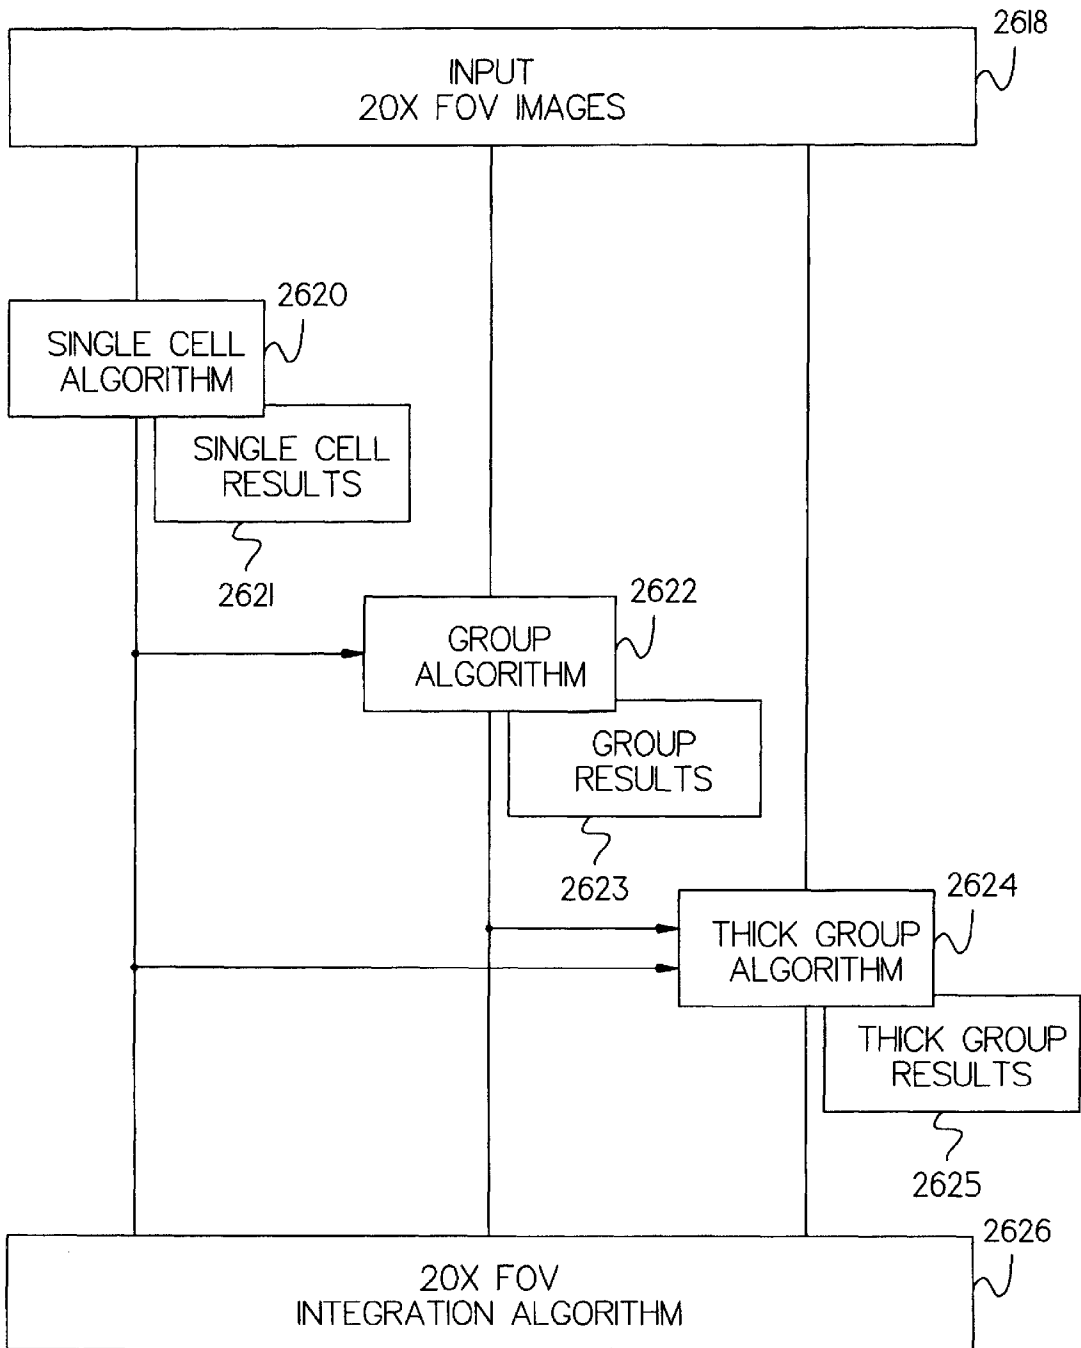 2618
INPUT
20X FOV IMAGES
2620
SINGLE CELL
ALGORITHM
SINGLE CELL
RESULTS
2621
2622
GROUP
ALGORITHM
GROUP
RESULTS
2623
2624
THICK GROUP
ALGORITHM
THICK GROUP
RESULTS
2625
2626
20X FOV
INTEGRATION ALGORITHM